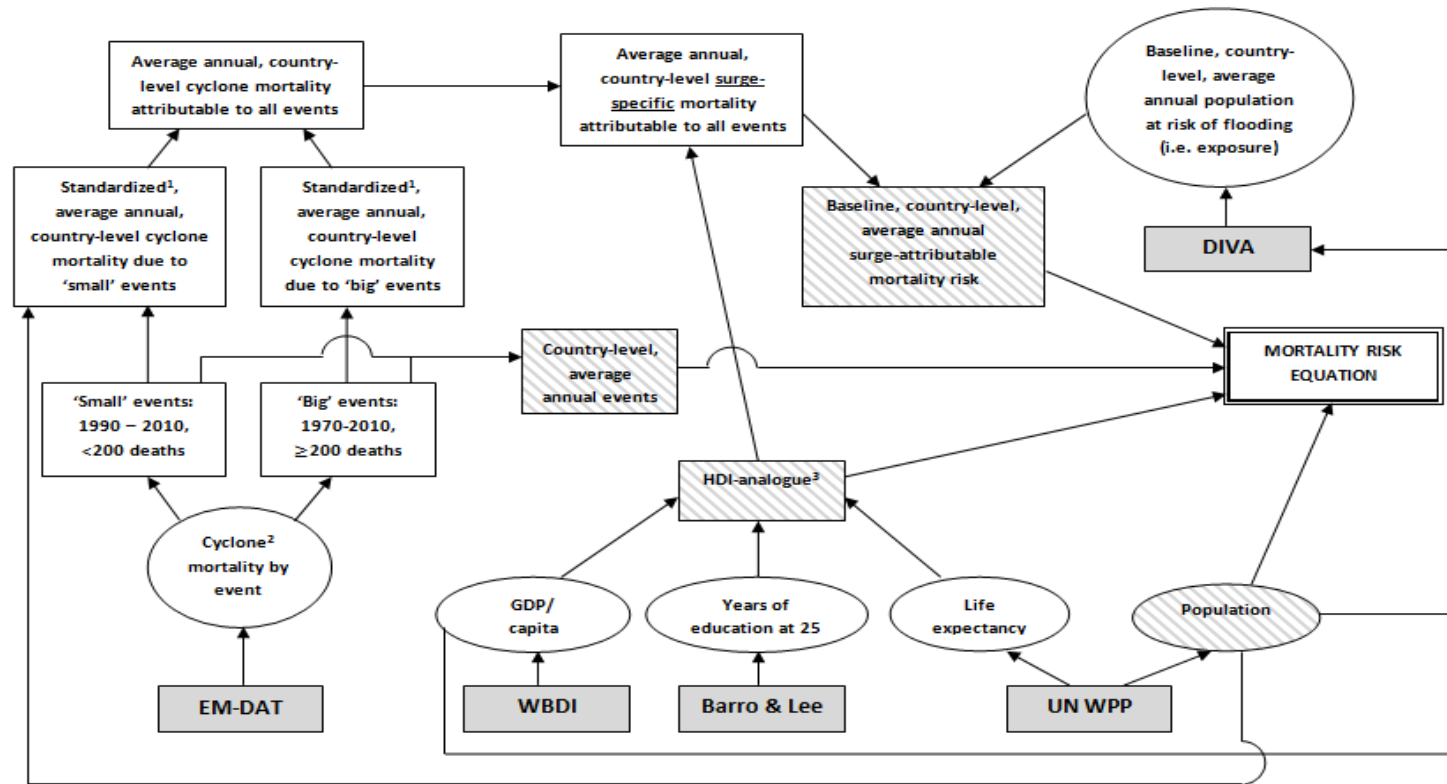 Average annual, country-
level cyclone mortality
attributable to all events
Average annual,
country-level surge-
specific mortality
attributable to all events
Baseline, country-
level, average
annual population
at risk of flooding
(i.e. exposure)
Standardized¹,
average annual,
country-level cyclone
mortality due to
‘small’ events
Standardized¹,
average annual,
country-level
cyclone mortality
due to ‘big’ events
Baseline, country-level,
average annual
surge-attributable
mortality risk
DIVA
Country-level,
average
annual events
MORTALITY RISK
EQUATION
‘Small’ events:
1990 – 2010,
<200 deaths
‘Big’ events:
1970-2010,
≥200 deaths
HDI-analogue³
Cyclone²
mortality by
event
GDP/
capita
Years of
education at 25
Life
expectancy
Population
EM-DAT
WBDI
Barro & Lee
UN WPP